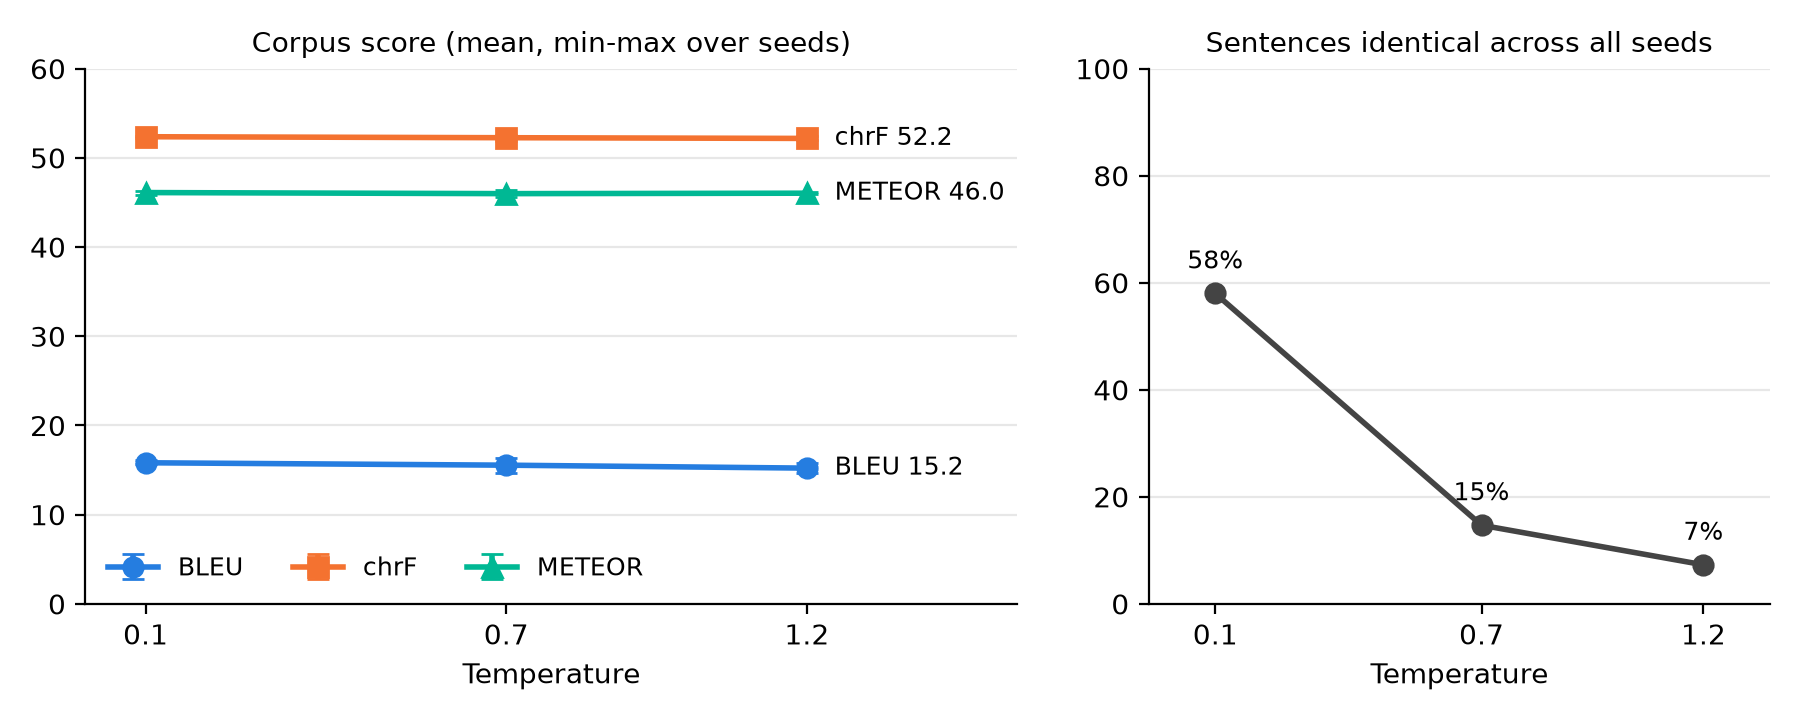 Corpus score (mean, min-max over seeds)
60
50
40
30
20
10
0
chrF 52.2
METEOR 46.0
BLEU 15.2
BLEU chrF METEOR
0.1 0.7 1.2
Temperature
Sentences identical across all seeds
100
80
60
40
20
0
58%
15%
7%
0.1 0.7 1.2
Temperature